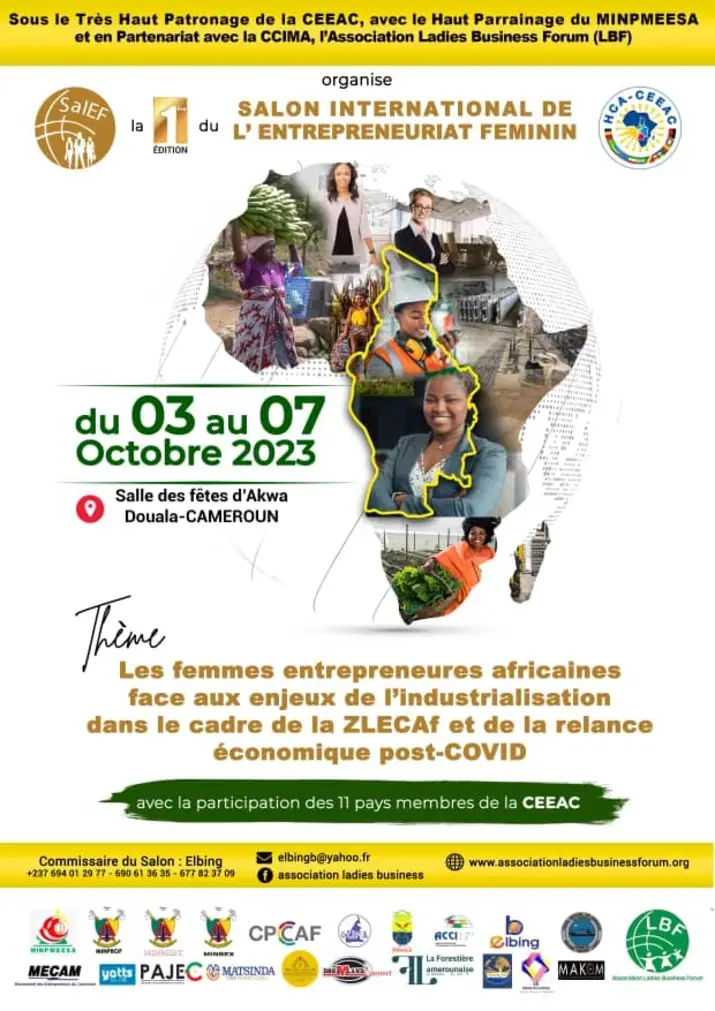 Sous le Très Haut Patronage de la CEEAC, avec le Haut Parrainage du MINPMEESA
et en Partenariat avec la CCIMA, l'Association Ladies Business Forum (LBF)
organise
SaIEF
la 1ère du
ÉDITION
SALON INTERNATIONAL DE
L' ENTREPRENEURIAT FEMININ
HCA-CEEAC
du 03 au 07
Octobre 2023
Salle des fêtes d'Akwa
Douala-CAMEROUN
Thème
Les femmes entrepreneures africaines
face aux enjeux de l'industrialisation
dans le cadre de la ZLECAf et de la relance
économique post-COVID
avec la participation des 11 pays membres de la CEEAC
Commissaire du Salon : Elbing
+237 694 01 29 77 - 690 61 36 35 - 677 82 37 09
elbingb@yahoo.fr
association ladies business
www.associationladiesbusinessforum.org
MINPMEESA
MINPROFF
MINREX
CPCCAF
ACCI
elbing
LBF
Association Ladies Business Forum
MECAM
yotts
PAJEC
MATSINDA
La Forestière
amerounaise
MAKOM